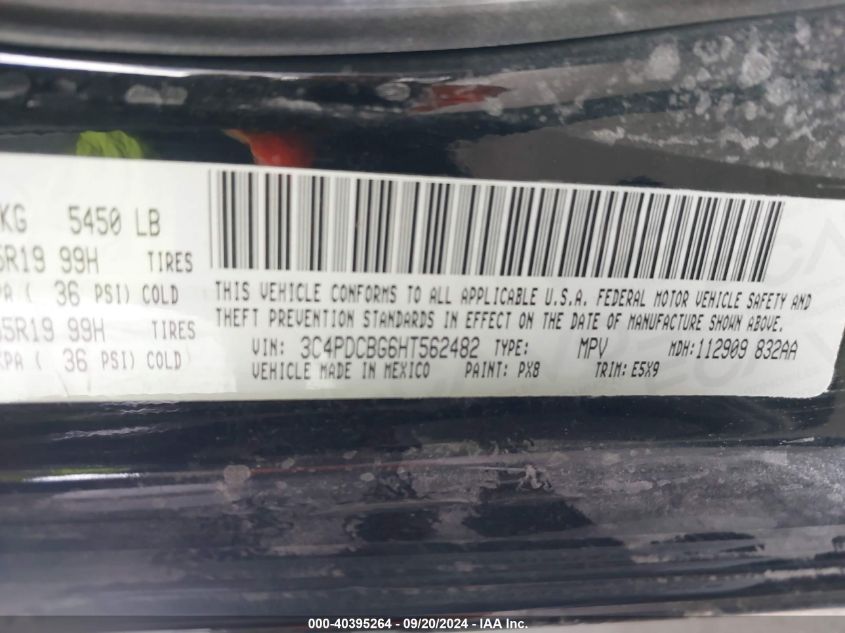 KG 5450 LB
5R19 99H TIRES
PA ( 36 PSI) COLD
5R19 99H TIRES
KPA ( 36 PSI) COLD
THIS VEHICLE CONFORMS TO ALL APPLICABLE U.S.A. FEDERAL MOTOR VEHICLE SAFETY AND
THEFT PREVENTION STANDARDS IN EFFECT ON THE DATE OF MANUFACTURE SHOWN ABOVE.
VIN: 3C4PDCBG6HT562482 TYPE: MPV MDH: 112909 832AA
VEHICLE MADE IN MEXICO PAINT: PX8 TRIM: E5X9
000-40395264 - 09/20/2024 - IAA Inc.